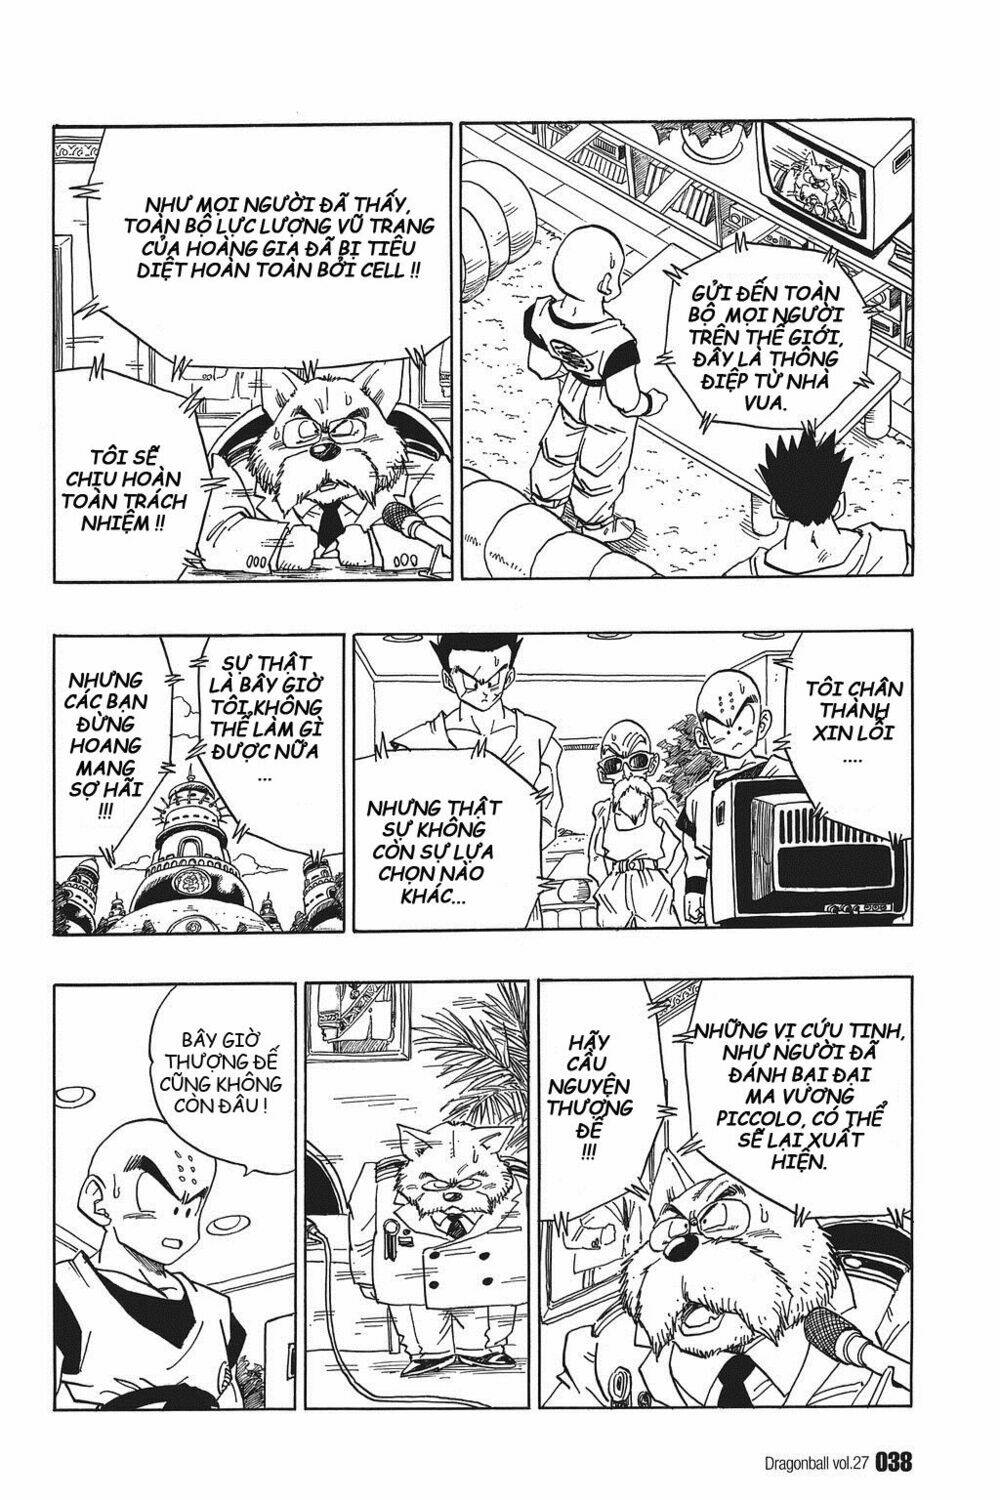 GỬI ĐẾN TOÀN
BỘ MỌI NGƯỜI
TRÊN THẾ GIỚI,
ĐÂY LÀ THÔNG
ĐIỆP TỪ NHÀ
VUA.
NHƯ MỌI NGƯỜI ĐÃ THẤY,
TOÀN BỘ LỰC LƯỢNG VŨ TRANG
CỦA HOÀNG GIA ĐÃ BỊ TIÊU
DIỆT HOÀN TOÀN BỞI CELL !!
TÔI SẼ
CHỊU HOÀN
TOÀN TRÁCH
NHIỆM !!
TÔI CHÂN
THÀNH
XIN LỖI
....
NHƯNG THẬT
SỰ KHÔNG
CÒN SỰ LỰA
CHỌN NÀO
KHÁC...
SỰ THẬT
LÀ BÂY GIỜ
TÔI KHÔNG
THỂ LÀM GÌ
ĐƯỢC NỮA
...
NHƯNG
CÁC BẠN
ĐỪNG
HOANG
MANG
SỢ HÃI
!!!
NHỮNG VỊ CỨU TINH,
NHƯ NGƯỜI ĐÃ
ĐÁNH BẠI ĐẠI
MA VƯƠNG
PICCOLO, CÓ THỂ
SẼ LẠI XUẤT
HIỆN.
HÃY
CẦU
NGUYỆN
THƯỢNG
ĐẾ
!!!
BÂY GIỜ
THƯỢNG ĐẾ
CŨNG KHÔNG
CÒN ĐÂU !
Dragonball vol.27 038